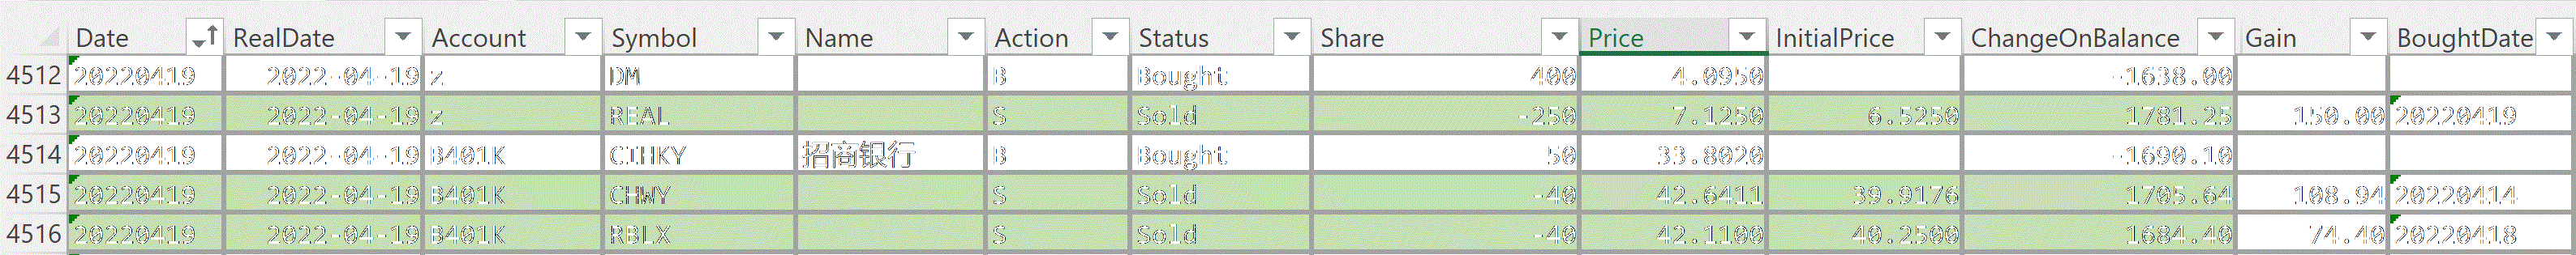 Date RealDate Account Symbol Name Action Status Share Price InitialPrice ChangeOnBalance Gain BoughtDate
4512 20220419 2022-04-19 z DM B Bought 400 4.0950 -1638.00
4513 20220419 2022-04-19 z REAL S Sold -250 7.1250 6.5250 1781.25 150.00 20220419
4514 20220419 2022-04-19 B401K CIHKY 招商银行 B Bought 50 33.8020 -1690.10
4515 20220419 2022-04-19 B401K CHWY S Sold -40 42.6411 39.9176 1705.64 108.94 20220414
4516 20220419 2022-04-19 B401K RBLX S Sold -40 42.1100 40.2500 1684.40 74.40 20220418